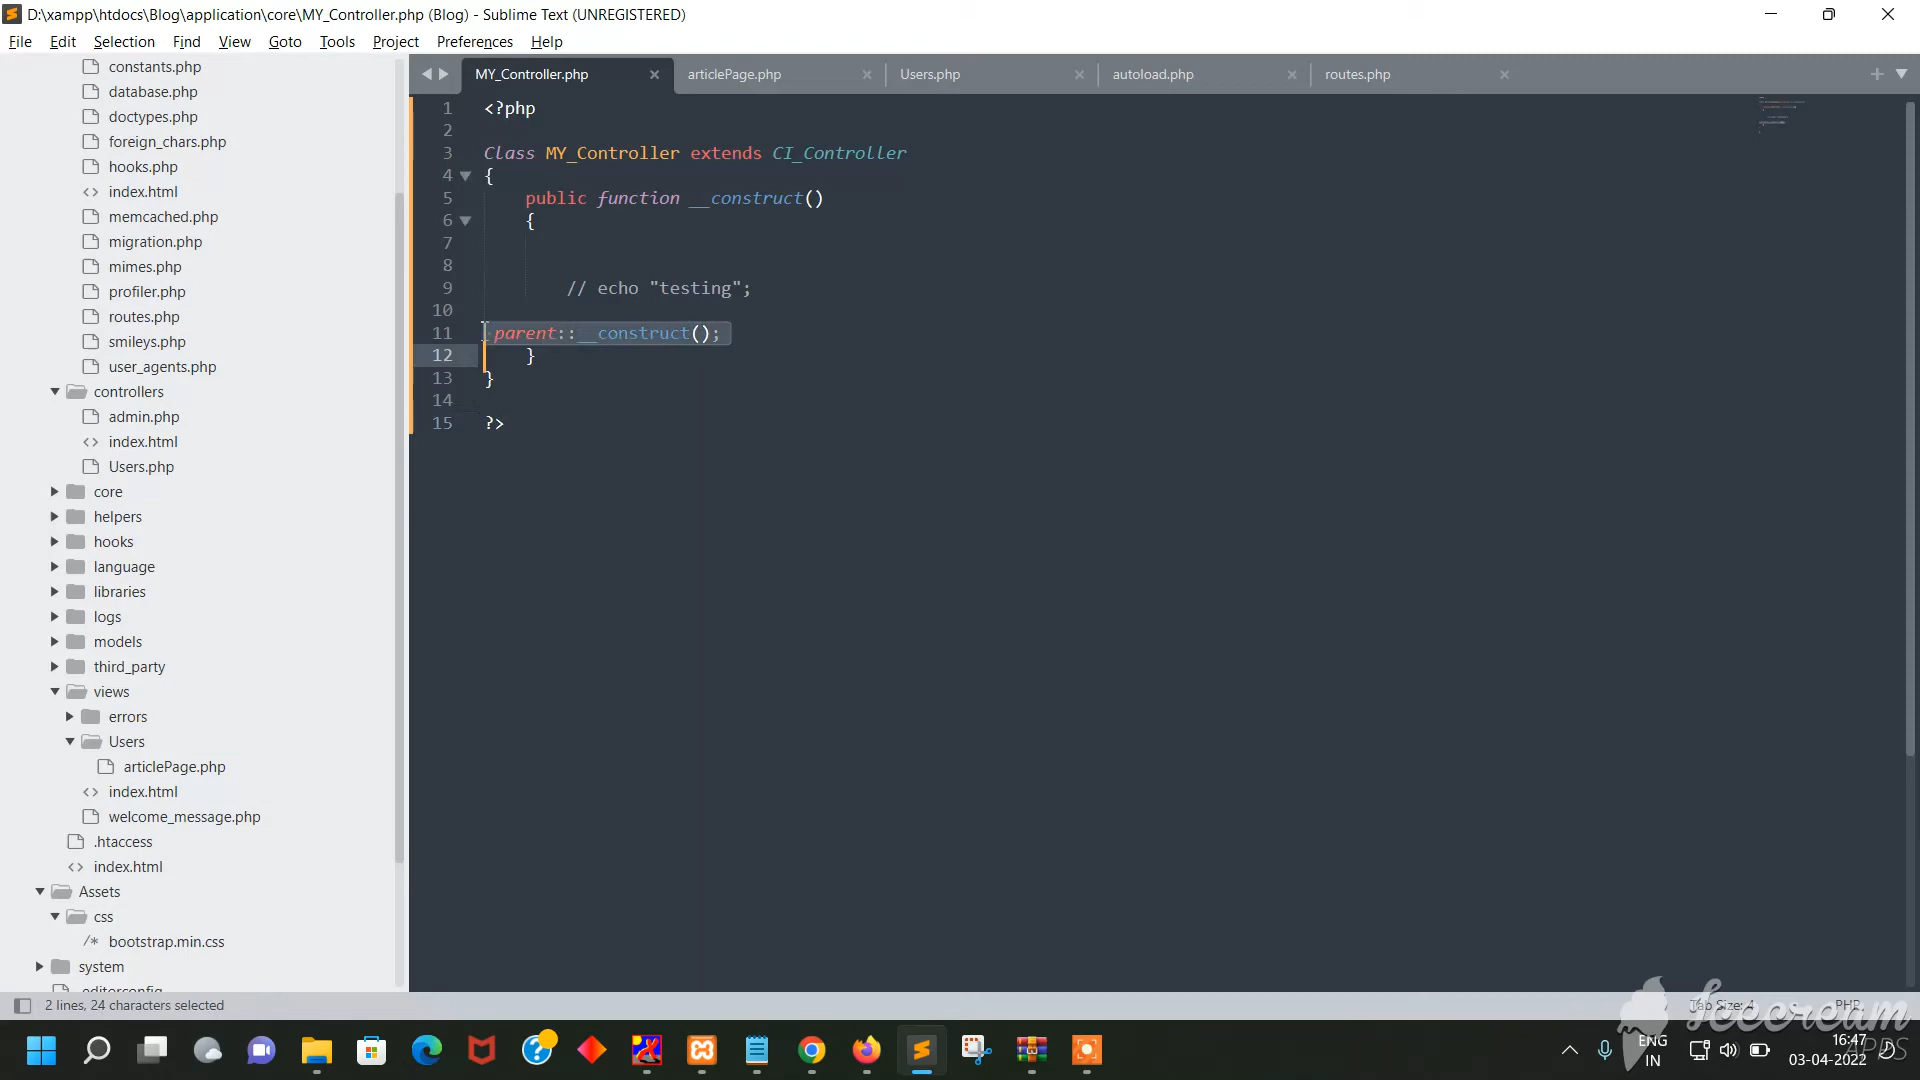 D:\xampp\htdocs\Blog\application\core\MY_Controller.php (Blog) - Sublime Text (UNREGISTERED)
File Edit Selection Find View Goto Tools Project Preferences Help
constants.php
database.php
doctypes.php
foreign_chars.php
hooks.php
index.html
memcached.php
migration.php
mimes.php
profiler.php
routes.php
smileys.php
user_agents.php
controllers
admin.php
index.html
Users.php
core
helpers
hooks
language
libraries
logs
models
third_party
views
errors
Users
articlePage.php
index.html
welcome_message.php
.htaccess
index.html
Assets
css
/* bootstrap.min.css
system
.editorconfig
MY_Controller.php articlePage.php Users.php autoload.php routes.php
1 <?php
2
3 Class MY_Controller extends CI_Controller
4 {
5 public function __construct()
6 {
7
8
9 // echo "testing";
10
11 parent::__construct();
12 }
13 }
14
15 ?>
2 lines, 24 characters selected
Tab Size: 4 PHP
Icecream
APPS
ENG
IN
16:47
03-04-2022